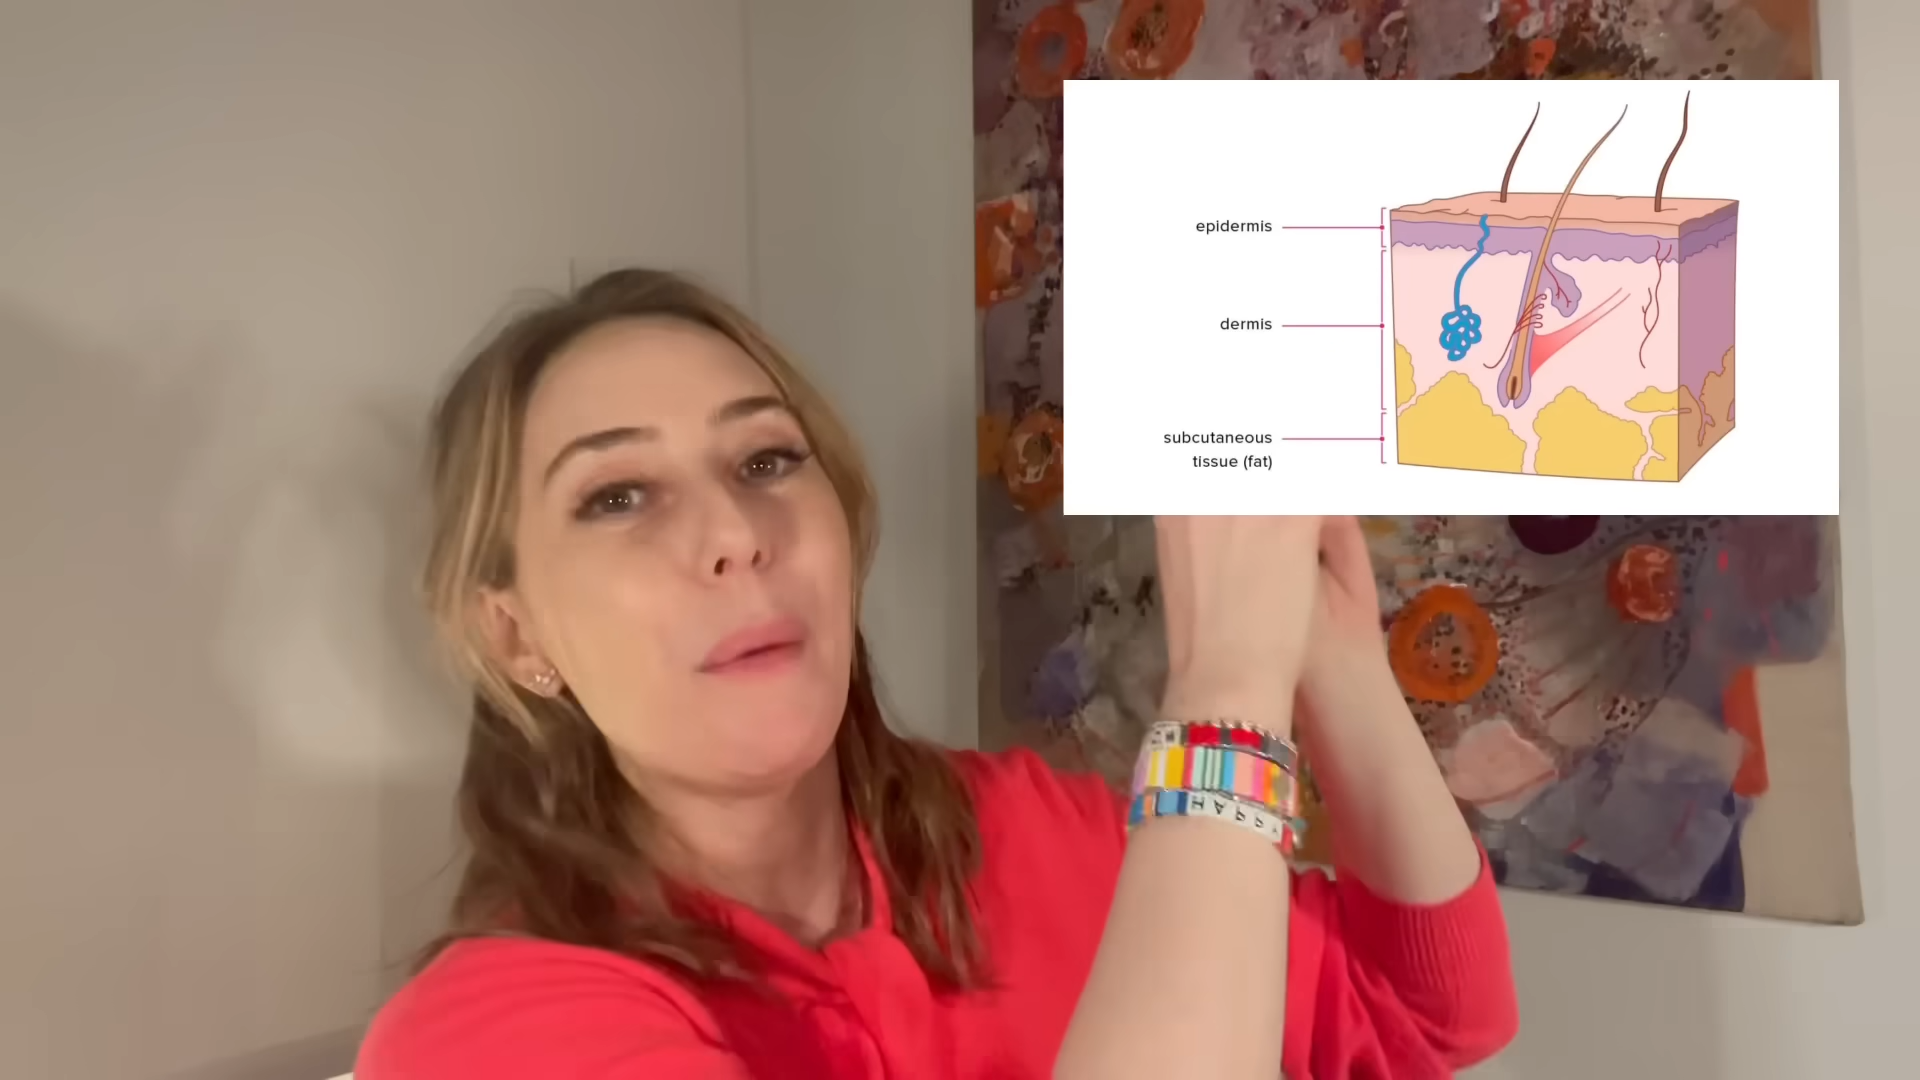 epidermis
dermis
subcutaneous
tissue (fat)
HAPPY